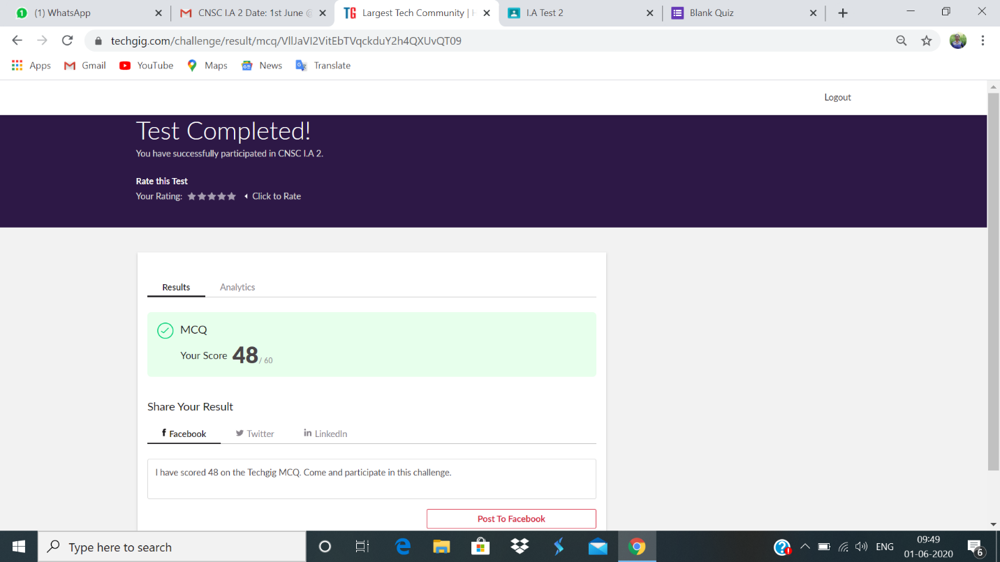 (1) WhatsApp
CNSC I.A 2 Date: 1st June @
TG Largest Tech Community | H
I.A Test 2
Blank Quiz
techgig.com/challenge/result/mcq/VllJaVI2VitEbTVqckduY2h4QXUvQT09
Apps Gmail YouTube Maps News Translate
Logout
Test Completed!
You have successfully participated in CNSC I.A 2.
Rate this Test
Your Rating: Click to Rate
Results Analytics
MCQ
Your Score 48 / 60
Share Your Result
Facebook Twitter LinkedIn
I have scored 48 on the Techgig MCQ. Come and participate in this challenge.
Post To Facebook
Type here to search
ENG
09:49
01-06-2020
6